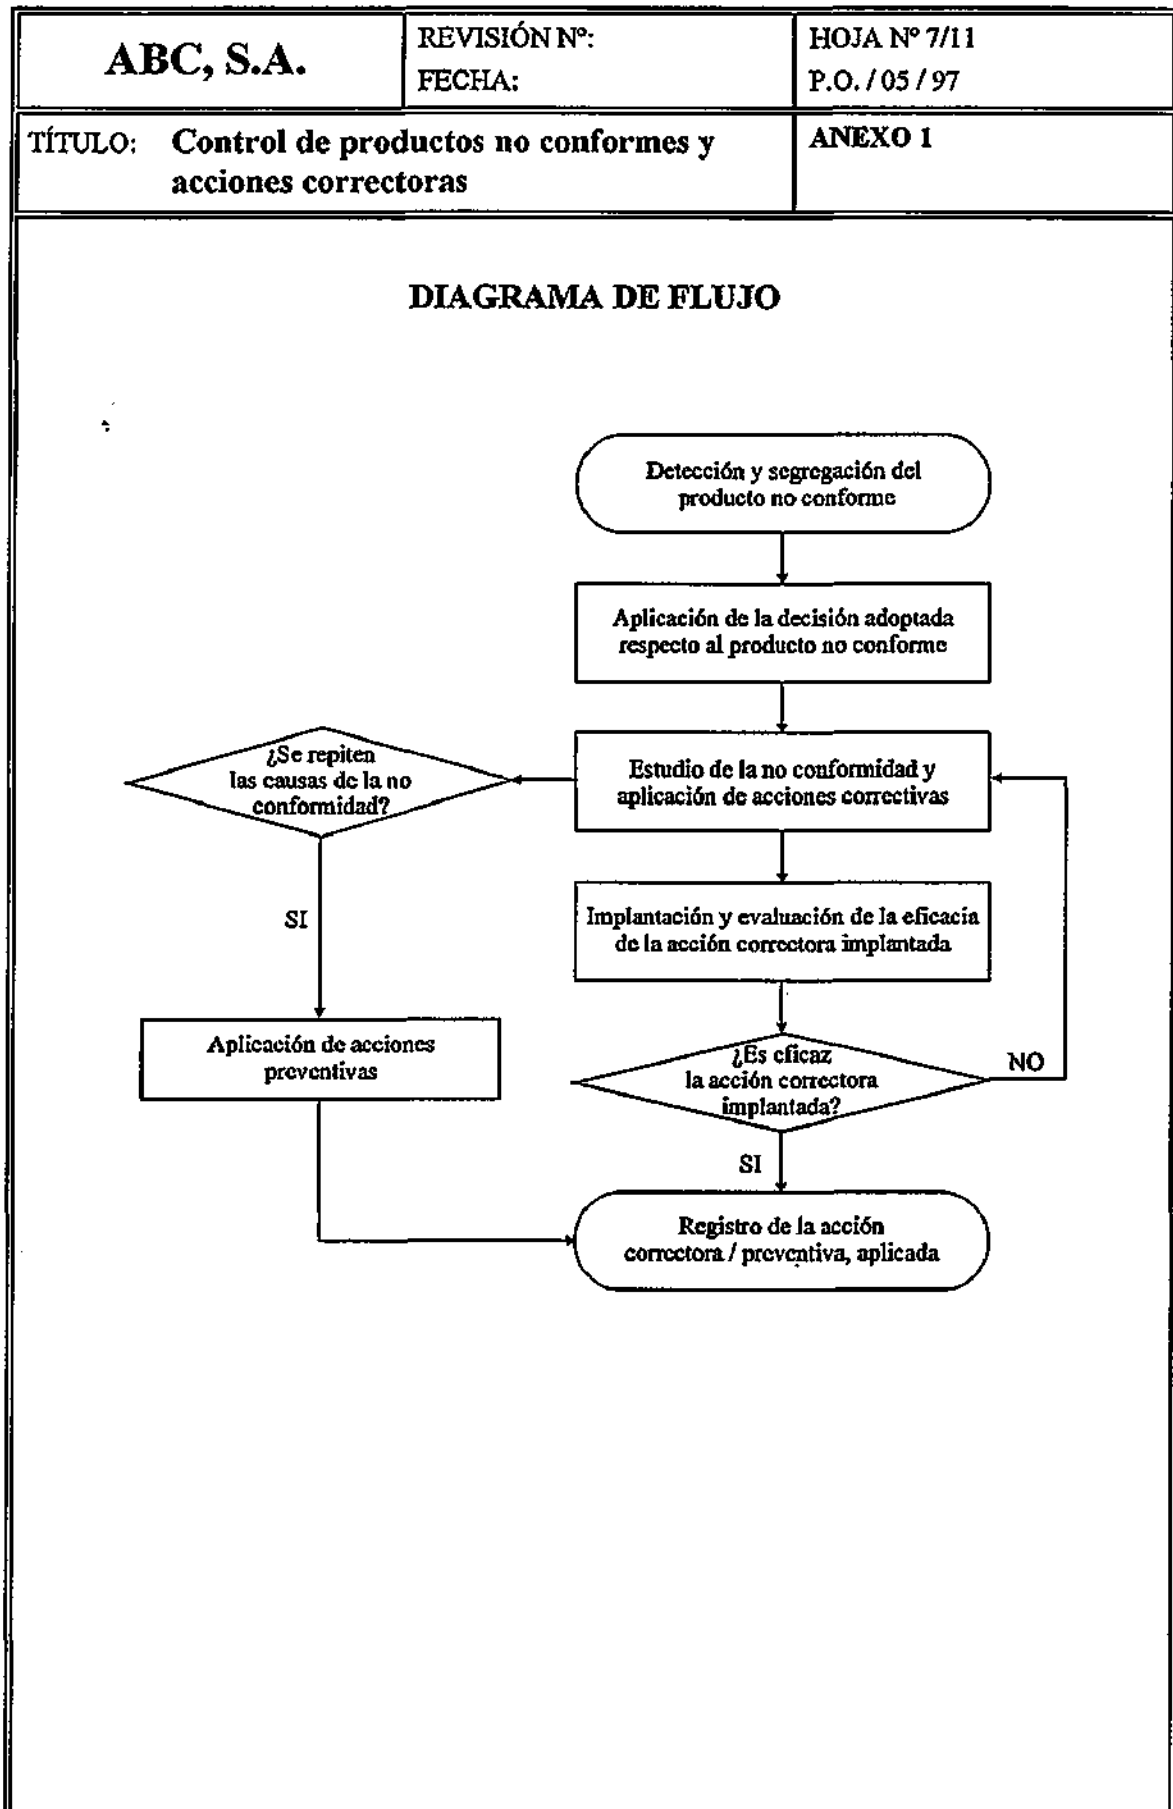 ABC, S.A.
REVISIÓN Nº:
FECHA:
HOJA Nº 7/11
P.O. / 05 / 97
TÍTULO: Control de productos no conformes y
acciones correctoras
ANEXO 1
DIAGRAMA DE FLUJO
Detección y segregación del
producto no conforme
Aplicación de la decisión adoptada
respecto al producto no conforme
¿Se repiten
las causas de la no
conformidad?
Estudio de la no conformidad y
aplicación de acciones correctivas
SI
Implantación y evaluación de la eficacia
de la acción correctora implantada
Aplicación de acciones
preventivas
¿Es eficaz
la acción correctora
implantada?
NO
SI
Registro de la acción
correctora / preventiva, aplicada